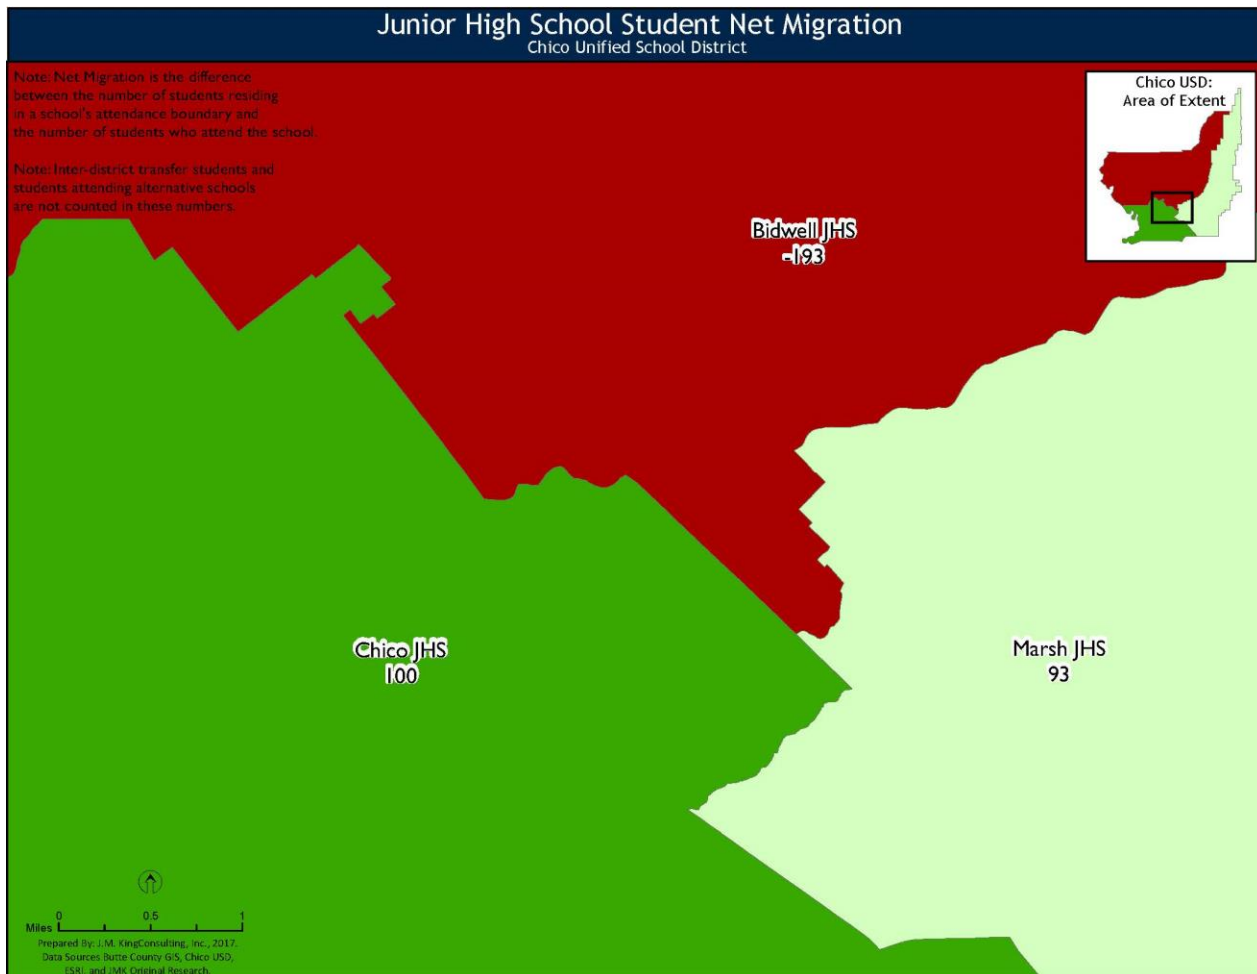 Junior High School Student Net Migration
Chico Unified School District
Note: Net Migration is the difference
between the number of students residing
in a school's attendance boundary and
the number of students who attend the school.
Note: Inter-district transfer students and
students attending alternative schools
are not counted in these numbers.
Chico USD:
Area of Extent
Bidwell JHS
-193
Chico JHS
100
Marsh JHS
93
0 0.5 1
Miles
Prepared By: J.M. KingConsulting, Inc., 2017.
Data Sources Butte County GIS, Chico USD,
ESRI, and JMK Original Research.